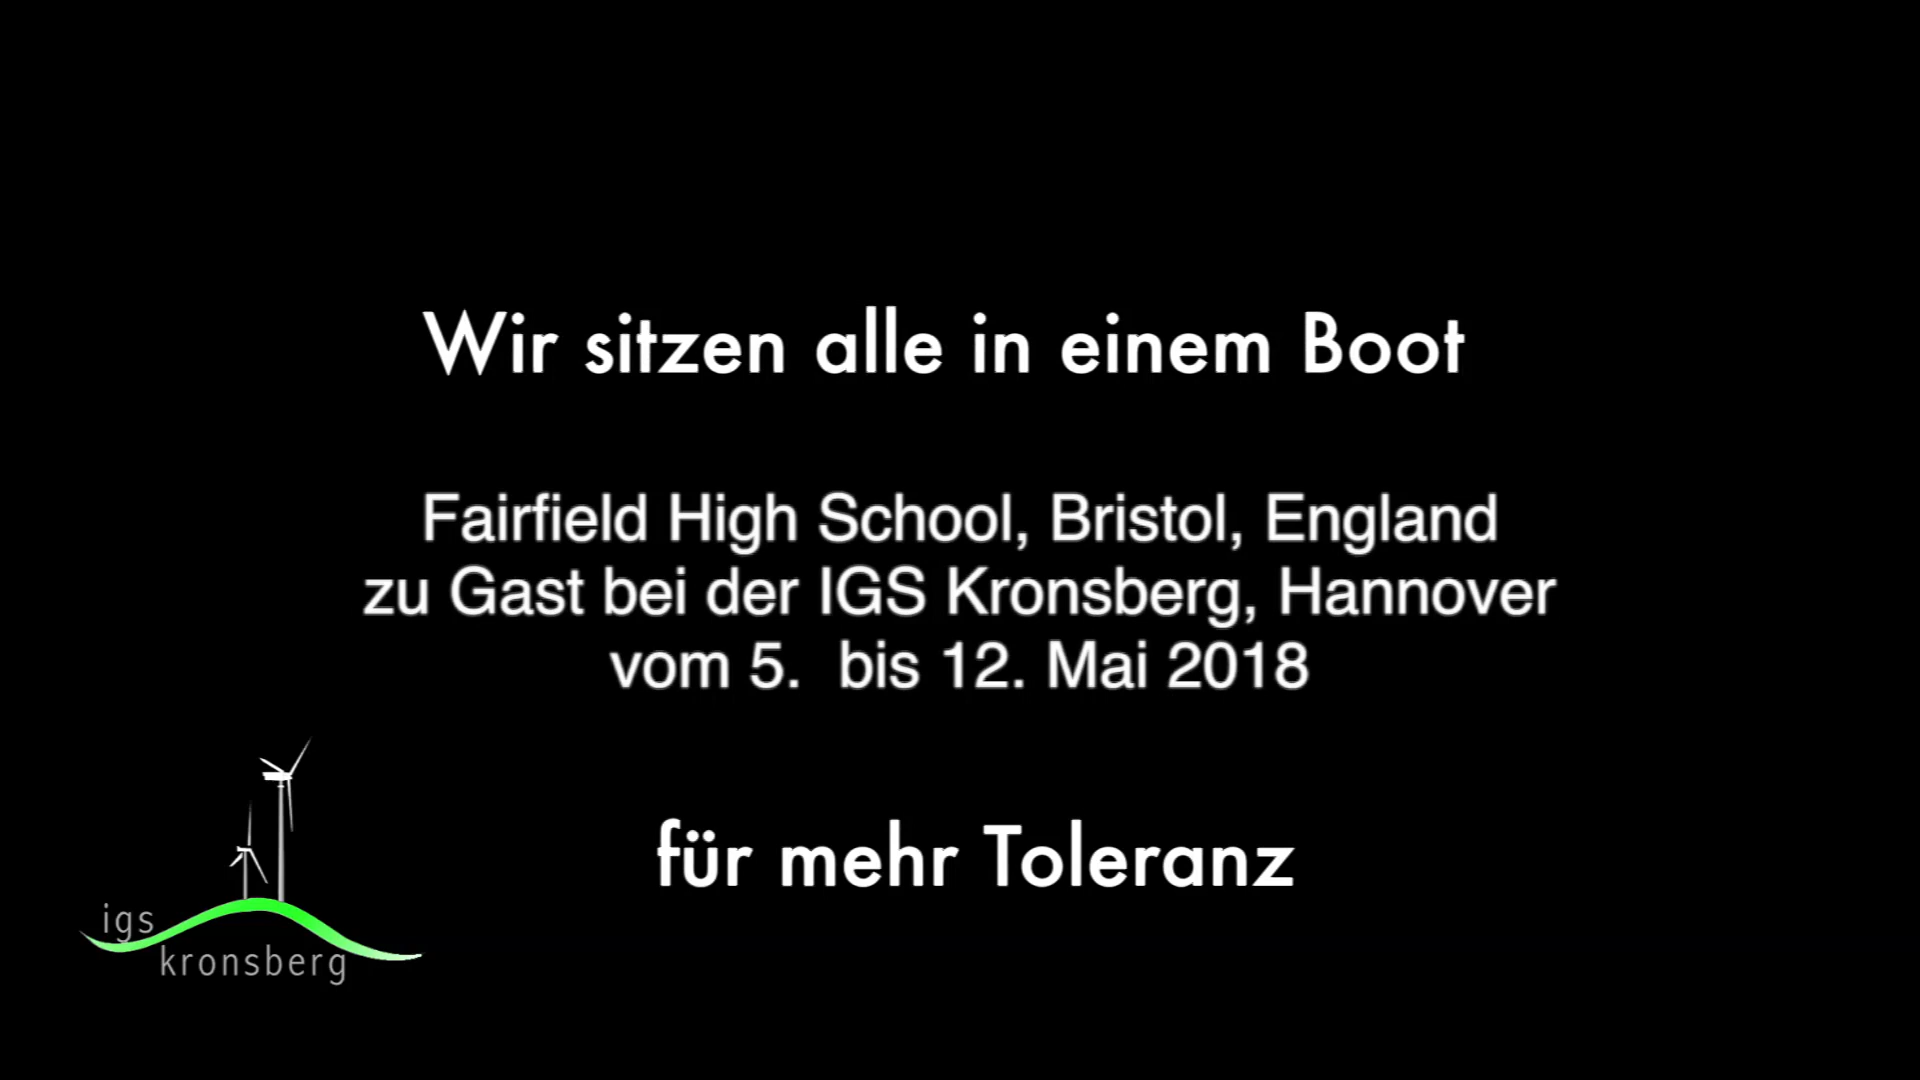 Wir sitzen alle in einem Boot
Fairfield High School, Bristol, England
zu Gast bei der IGS Kronsberg, Hannover
vom 5.  bis 12. Mai 2018
für mehr Toleranz
igs
kronsberg